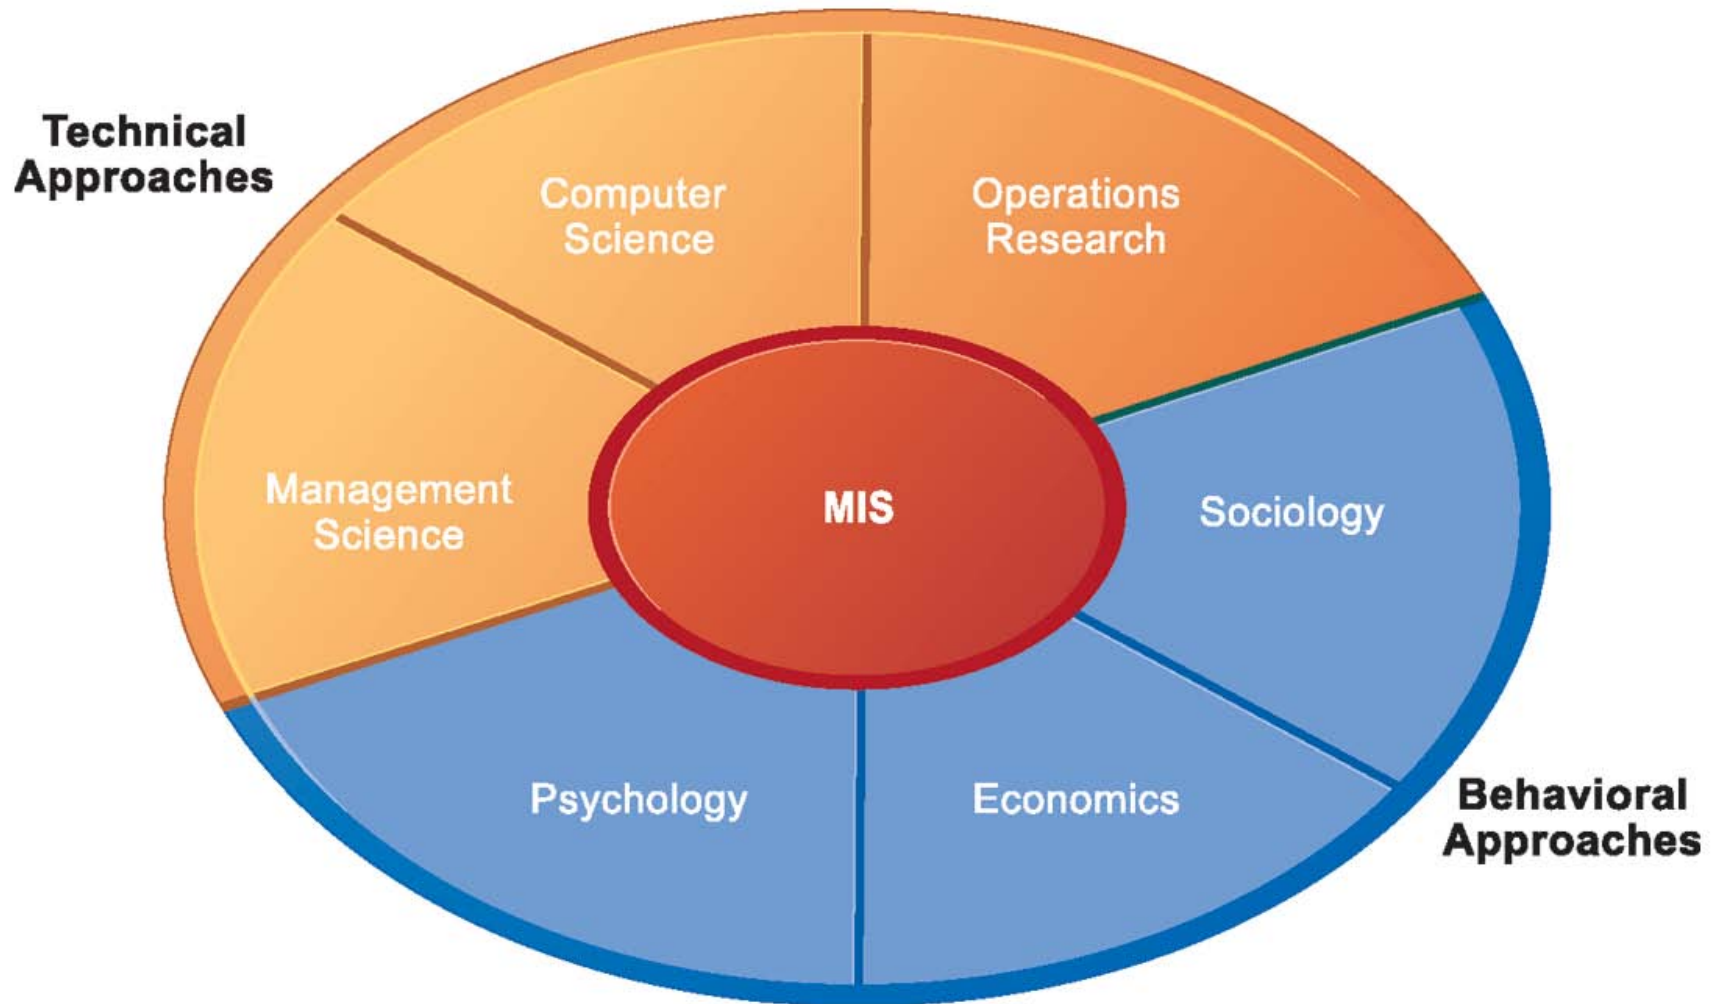 Technical
Approaches
Computer
Science
Operations
Research
Management
Science
MIS
Sociology
Psychology
Economics
Behavioral
Approaches